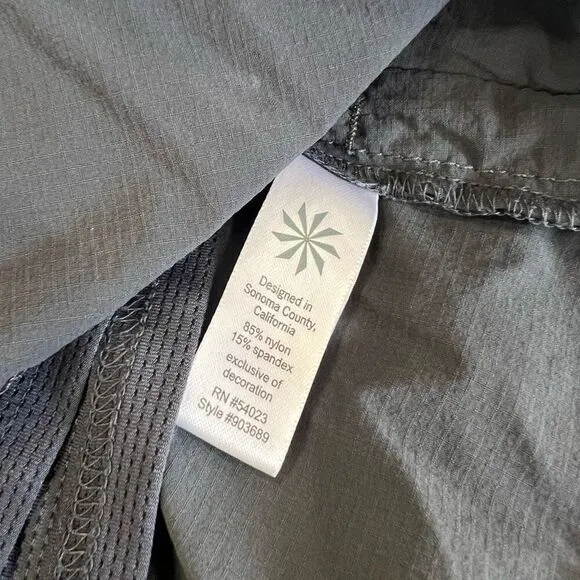 Designed in
Sonoma County,
California
85% nylon
15% spandex
exclusive of
decoration
RN #54023
Style #903689